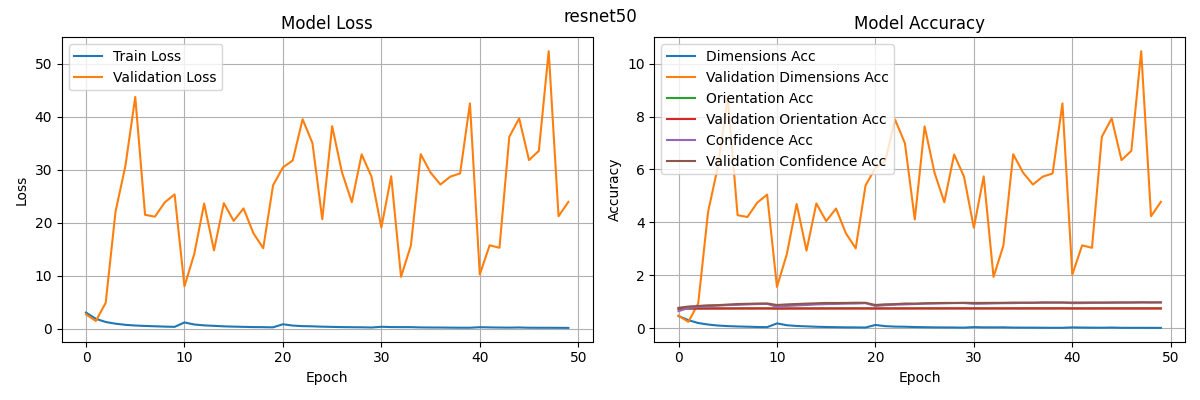 resnet50
Model Loss
Train Loss
Validation Loss
Loss
50
40
30
20
10
0
0 10 20 30 40 50
Epoch
Model Accuracy
Dimensions Acc
Validation Dimensions Acc
Orientation Acc
Validation Orientation Acc
Confidence Acc
Validation Confidence Acc
Accuracy
10
8
6
4
2
0
0 10 20 30 40 50
Epoch